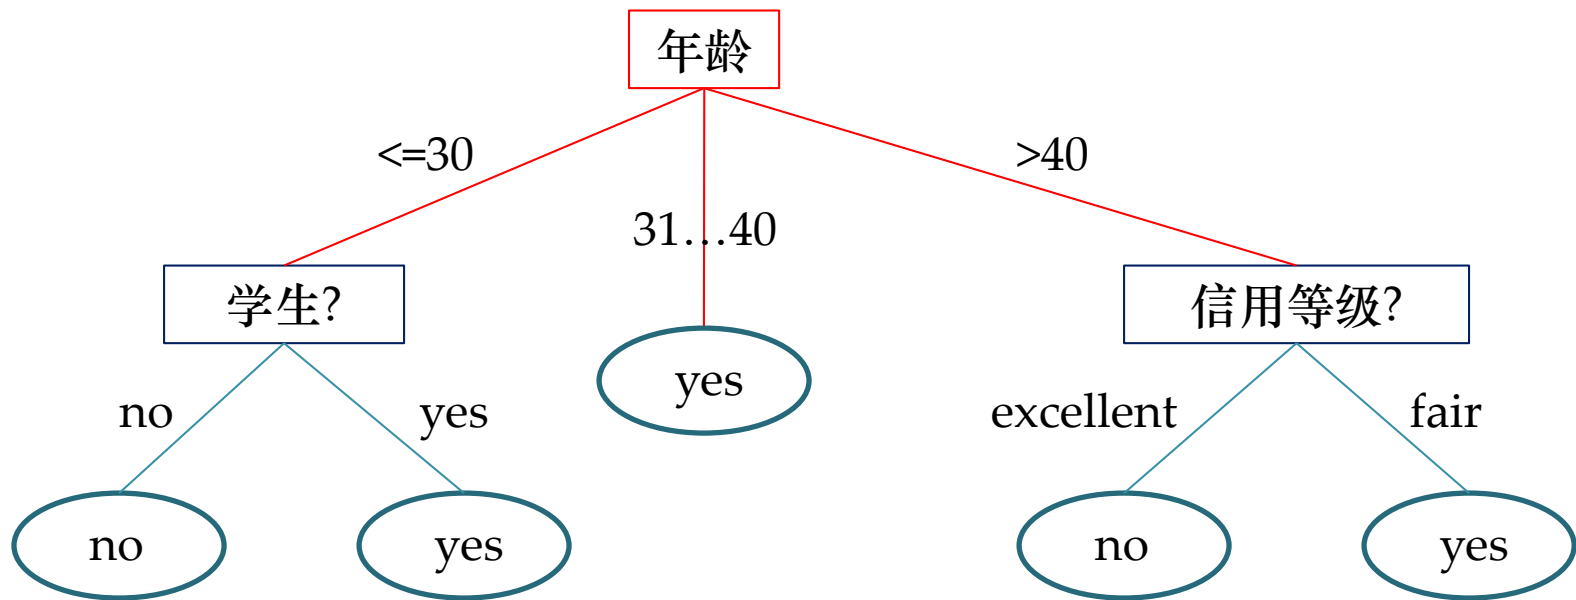 年龄
<=30
>40
31…40
学生?
信用等级?
yes
no
yes
excellent
fair
no
yes
no
yes